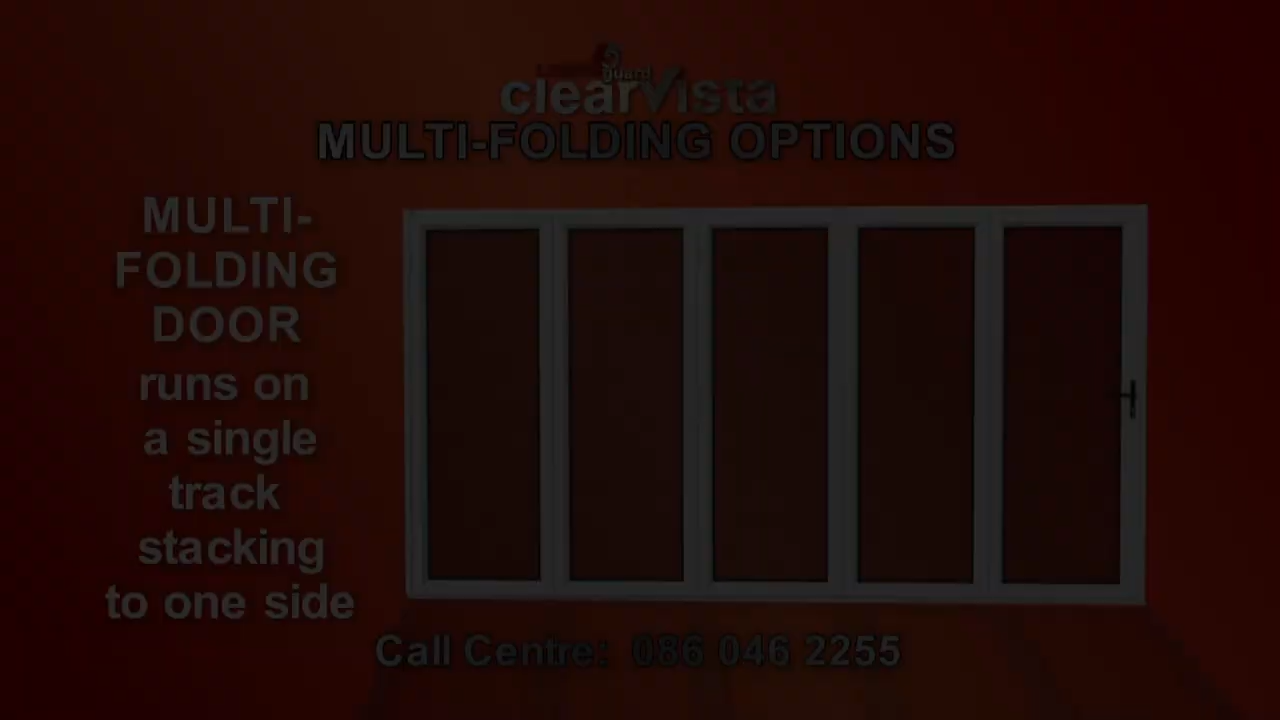 guard
clearVista
MULTI-FOLDING OPTIONS
MULTI-
FOLDING
DOOR
runs on
a single
track
stacking
to one side
Call Centre: 086 046 2255